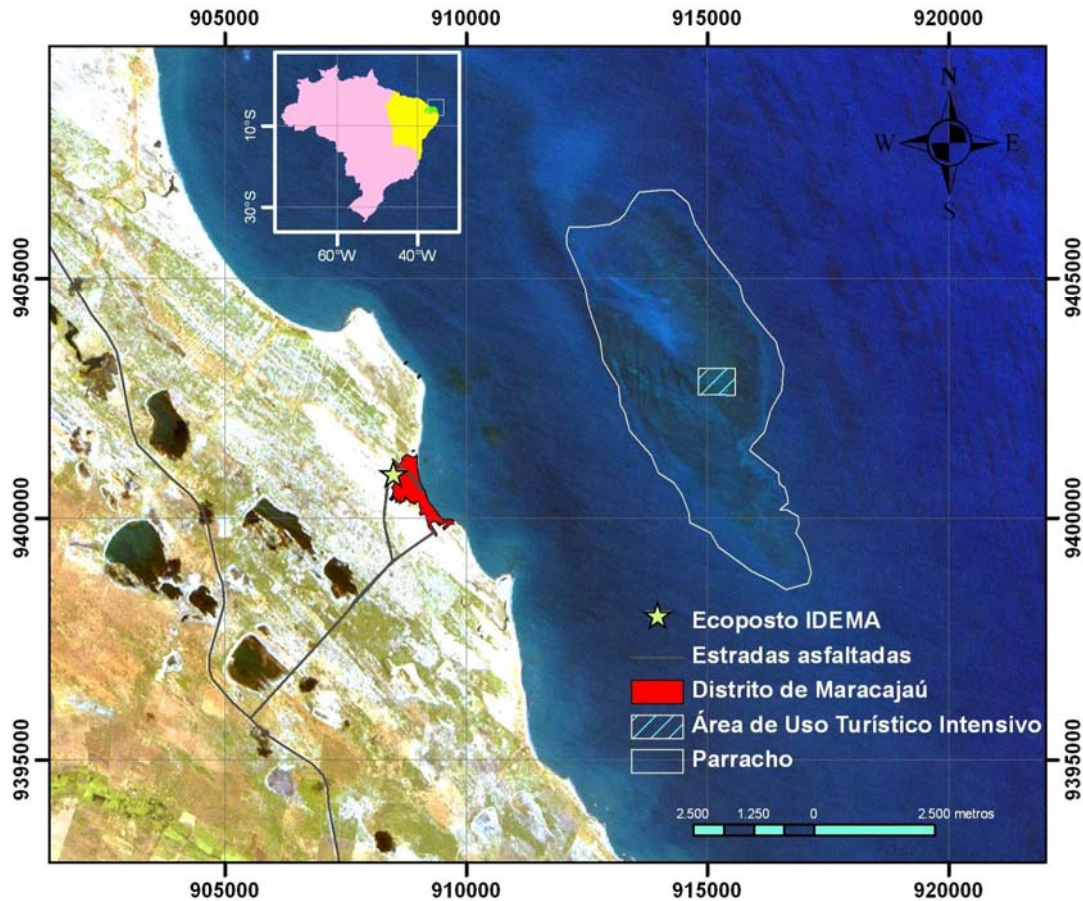 905000 910000 915000 920000
N
W E
S
10°S
30°S
60°W 40°W
9405000 9405000
9400000 9400000
9395000 9395000
Ecoposto IDEMA
Estradas asfaltadas
Distrito de Maracajaú
Área de Uso Turístico Intensivo
Parracho
2.500 1.250 0 2.500 metros
905000 910000 915000 920000